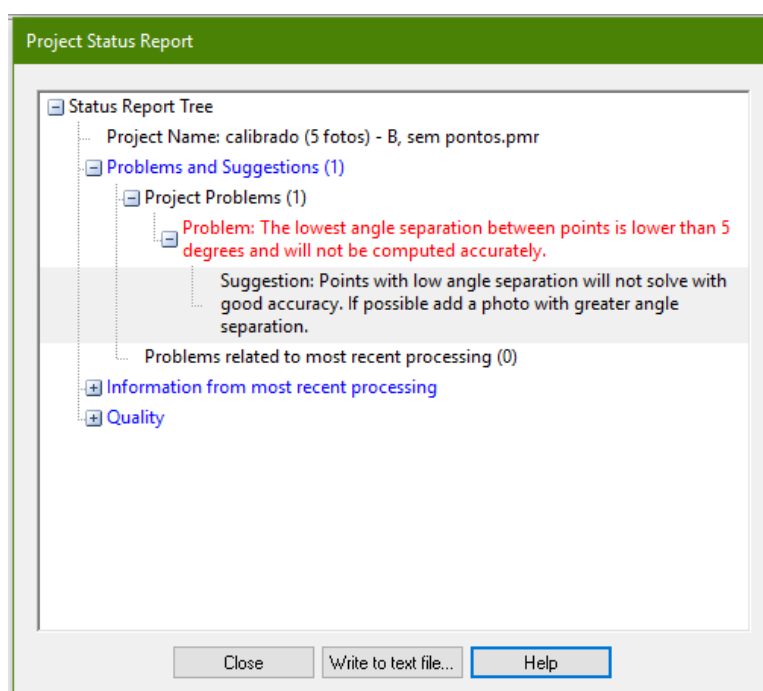 Project Status Report
Status Report Tree
Project Name: calibrado (5 fotos) - B, sem pontos.pmr
Problems and Suggestions (1)
Project Problems (1)
Problem: The lowest angle separation between points is lower than 5
degrees and will not be computed accurately.
Suggestion: Points with low angle separation will not solve with
good accuracy. If possible add a photo with greater angle
separation.
Problems related to most recent processing (0)
Information from most recent processing
Quality
Close Write to text file... Help